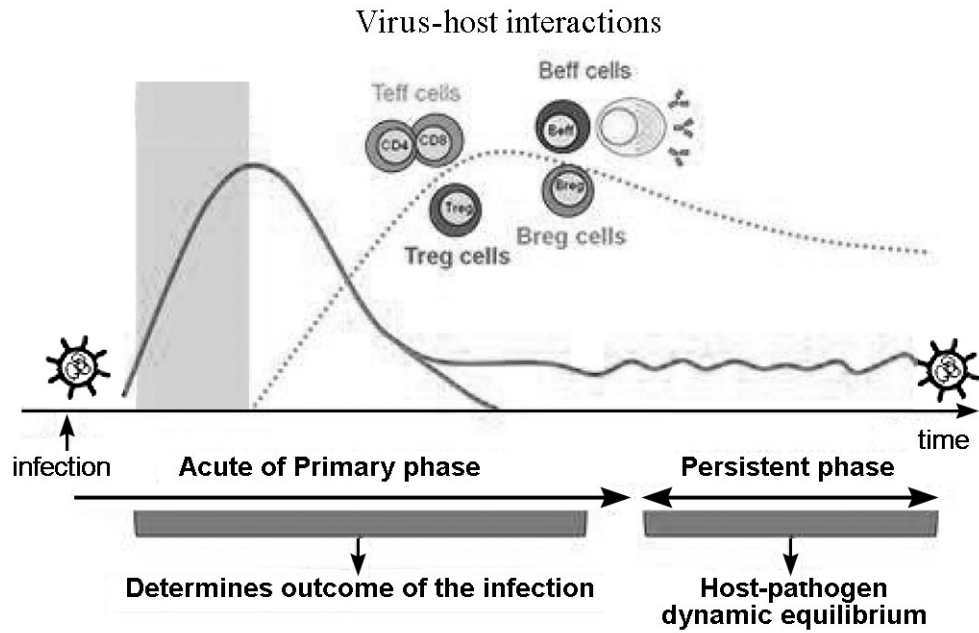 Virus-host interactions
Beff cells
Teff cells
CD4
CD8
Beff
Treg
Breg
Treg cells
Breg cells
infection
time
Acute of Primary phase
Persistent phase
Determines outcome of the infection
Host-pathogen
dynamic equilibrium